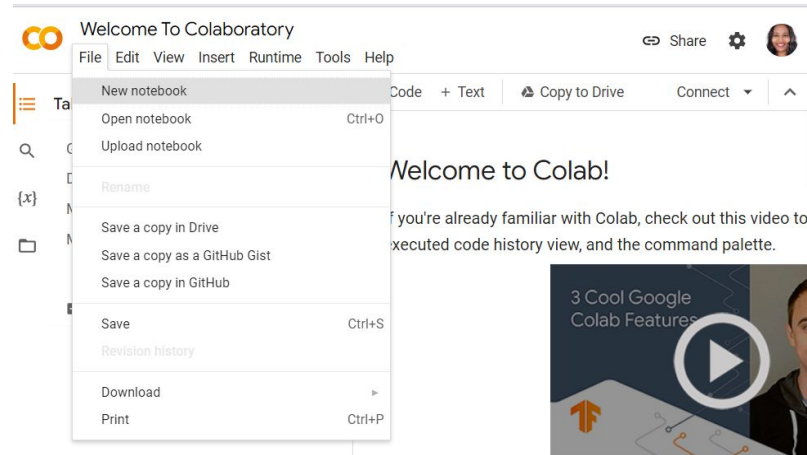 CO Welcome To Colaboratory
File Edit View Insert Runtime Tools Help
Share
New notebook
Open notebook Ctrl+O
Upload notebook
Rename
Save a copy in Drive
Save a copy as a GitHub Gist
Save a copy in GitHub
Save Ctrl+S
Revision history
Download
Print Ctrl+P
Code + Text Copy to Drive Connect
{x}
Welcome to Colab!
f you're already familiar with Colab, check out this video to
executed code history view, and the command palette.
3 Cool Google
Colab Features